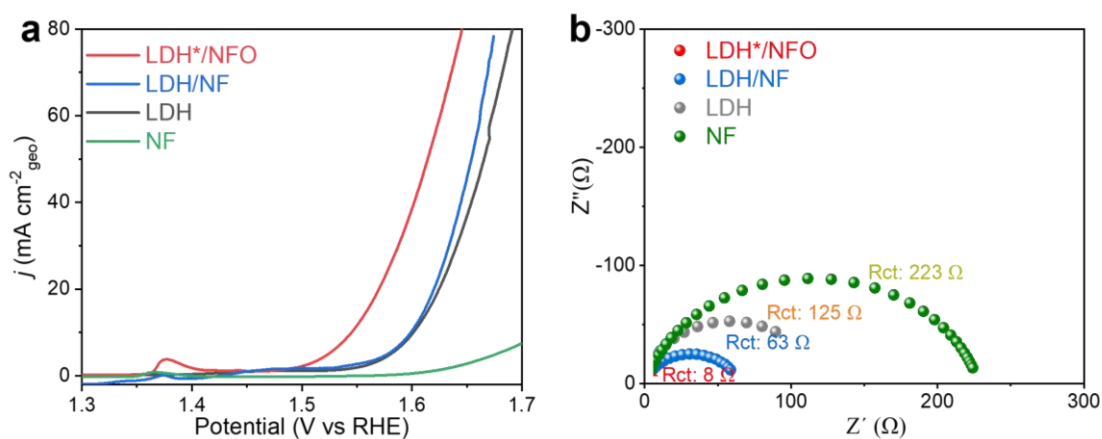 a
80
60
40
20
0
j (mA cm⁻² geo)
LDH*/NFO
LDH/NF
LDH
NF
1.3
1.4
1.5
1.6
1.7
Potential (V vs RHE)
b
-300
-200
-100
0
Z"(Ω)
LDH*/NFO
LDH/NF
LDH
NF
Rct: 223 Ω
Rct: 125 Ω
Rct: 63 Ω
Rct: 8 Ω
0
100
200
300
Z′ (Ω)